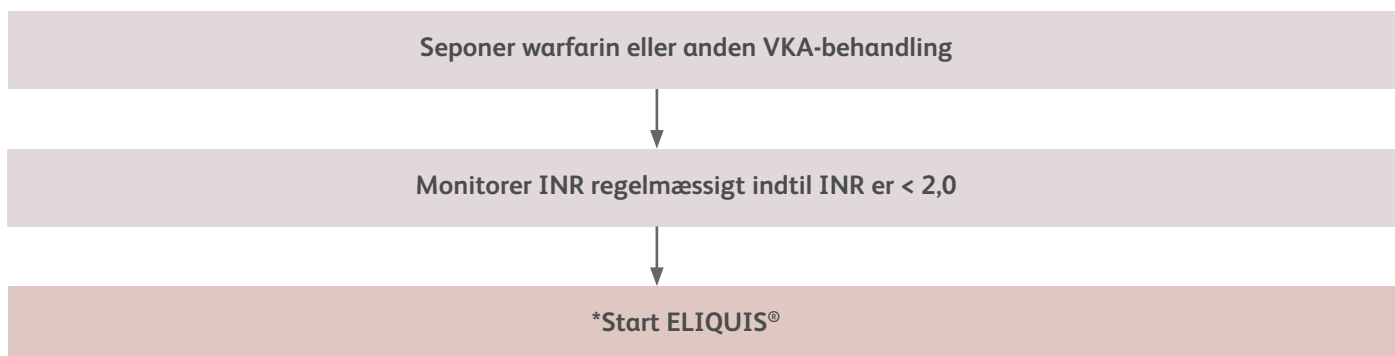 Seponer warfarin eller anden VKA-behandling
Monitorer INR regelmæssigt indtil INR er < 2,0
*Start ELIQUIS®